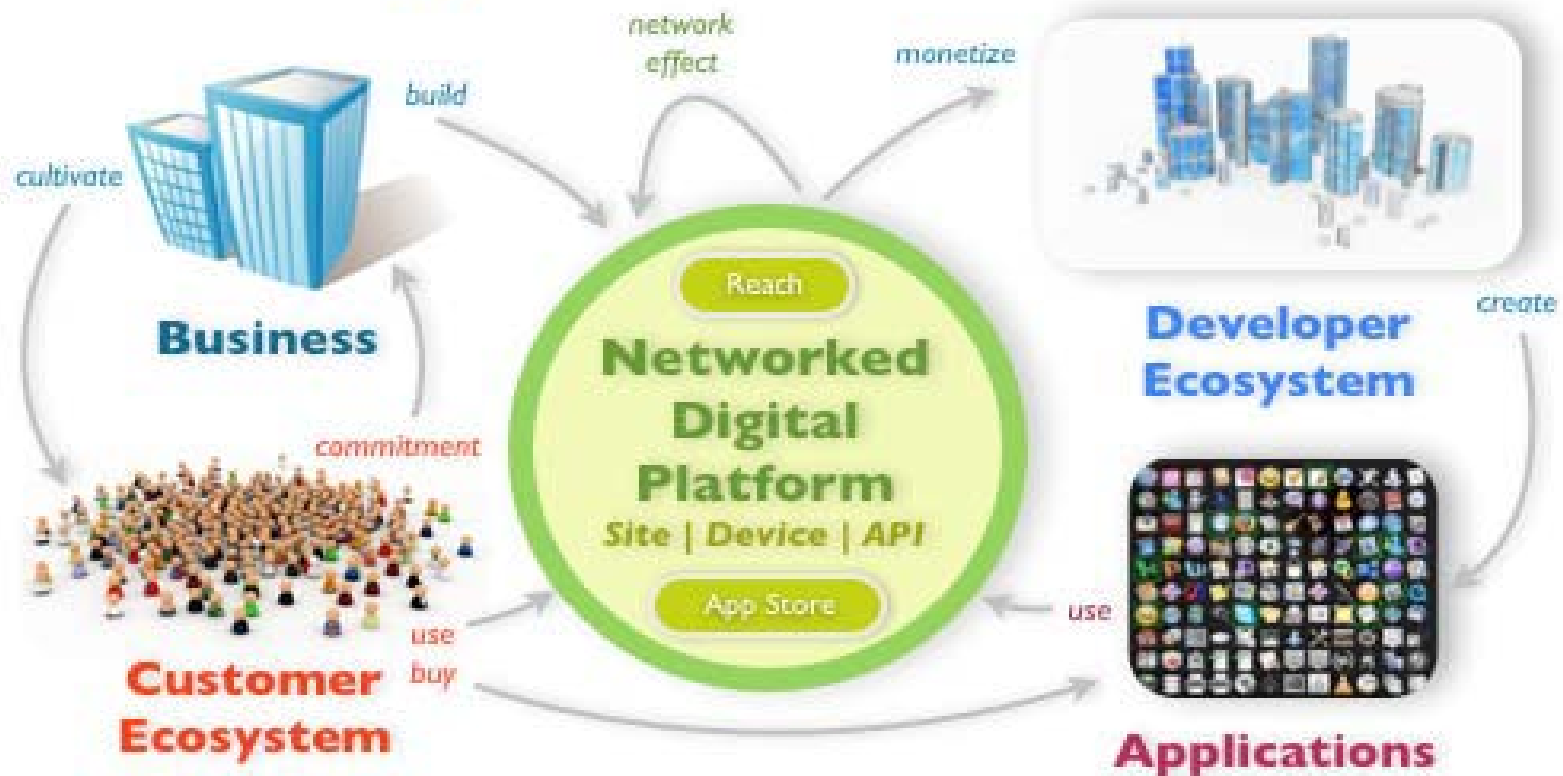 network
effect
monetize
build
cultivate
Reach
Business
Networked
Digital
Platform
Site | Device | API
App Store
Developer
Ecosystem
create
commitment
use
buy
Customer
Ecosystem
use
Applications